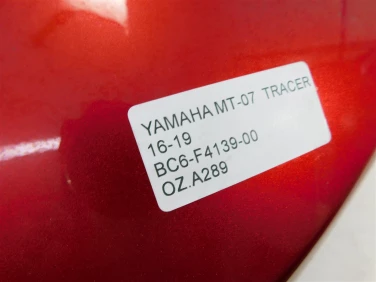 YAMAHA MT-07 TRACER
16-19
BC6-F4139-00
OZ.A289